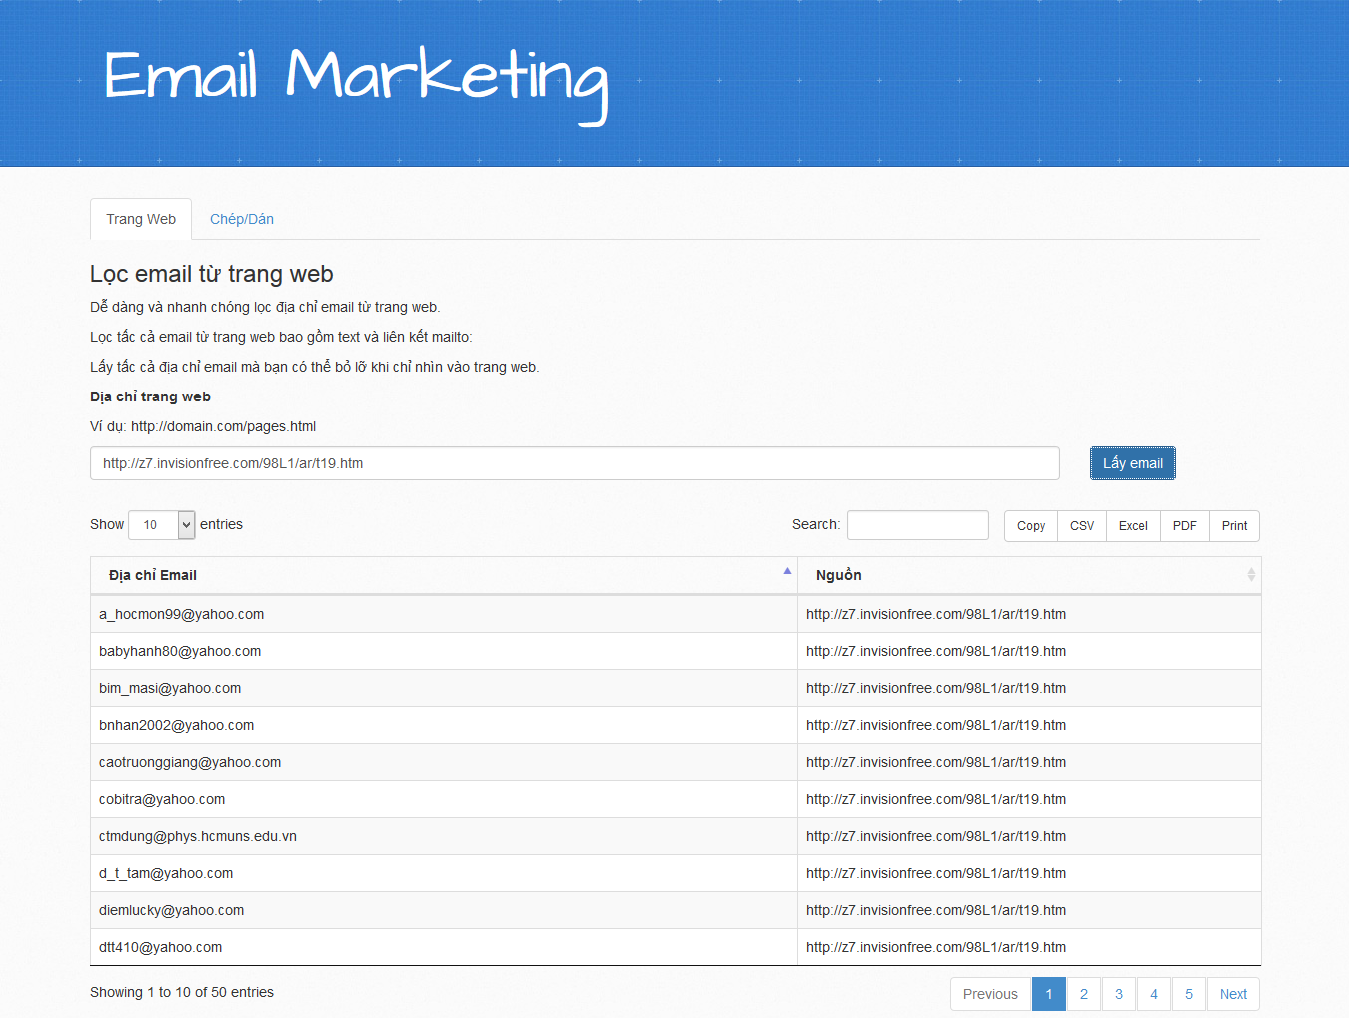 Email Marketing
Trang Web Chép/Dán
Lọc email từ trang web
Dễ dàng và nhanh chóng lọc địa chỉ email từ trang web.
Lọc tấc cả email từ trang web bao gồm text và liên kết mailto:
Lấy tấc cả địa chỉ email mà bạn có thể bỏ lỡ khi chỉ nhìn vào trang web.
Địa chỉ trang web
Ví dụ: http://domain.com/pages.html
http://z7.invisionfree.com/98L1/ar/t19.htm Lấy email
Show 10 entries Search: Copy CSV Excel PDF Print
Địa chỉ Email Nguồn
a_hocmon99@yahoo.com http://z7.invisionfree.com/98L1/ar/t19.htm
babyhanh80@yahoo.com http://z7.invisionfree.com/98L1/ar/t19.htm
bim_masi@yahoo.com http://z7.invisionfree.com/98L1/ar/t19.htm
bnhan2002@yahoo.com http://z7.invisionfree.com/98L1/ar/t19.htm
caotruonggiang@yahoo.com http://z7.invisionfree.com/98L1/ar/t19.htm
cobitra@yahoo.com http://z7.invisionfree.com/98L1/ar/t19.htm
ctmdung@phys.hcmuns.edu.vn http://z7.invisionfree.com/98L1/ar/t19.htm
d_t_tam@yahoo.com http://z7.invisionfree.com/98L1/ar/t19.htm
diemlucky@yahoo.com http://z7.invisionfree.com/98L1/ar/t19.htm
dtt410@yahoo.com http://z7.invisionfree.com/98L1/ar/t19.htm
Showing 1 to 10 of 50 entries Previous 1 2 3 4 5 Next